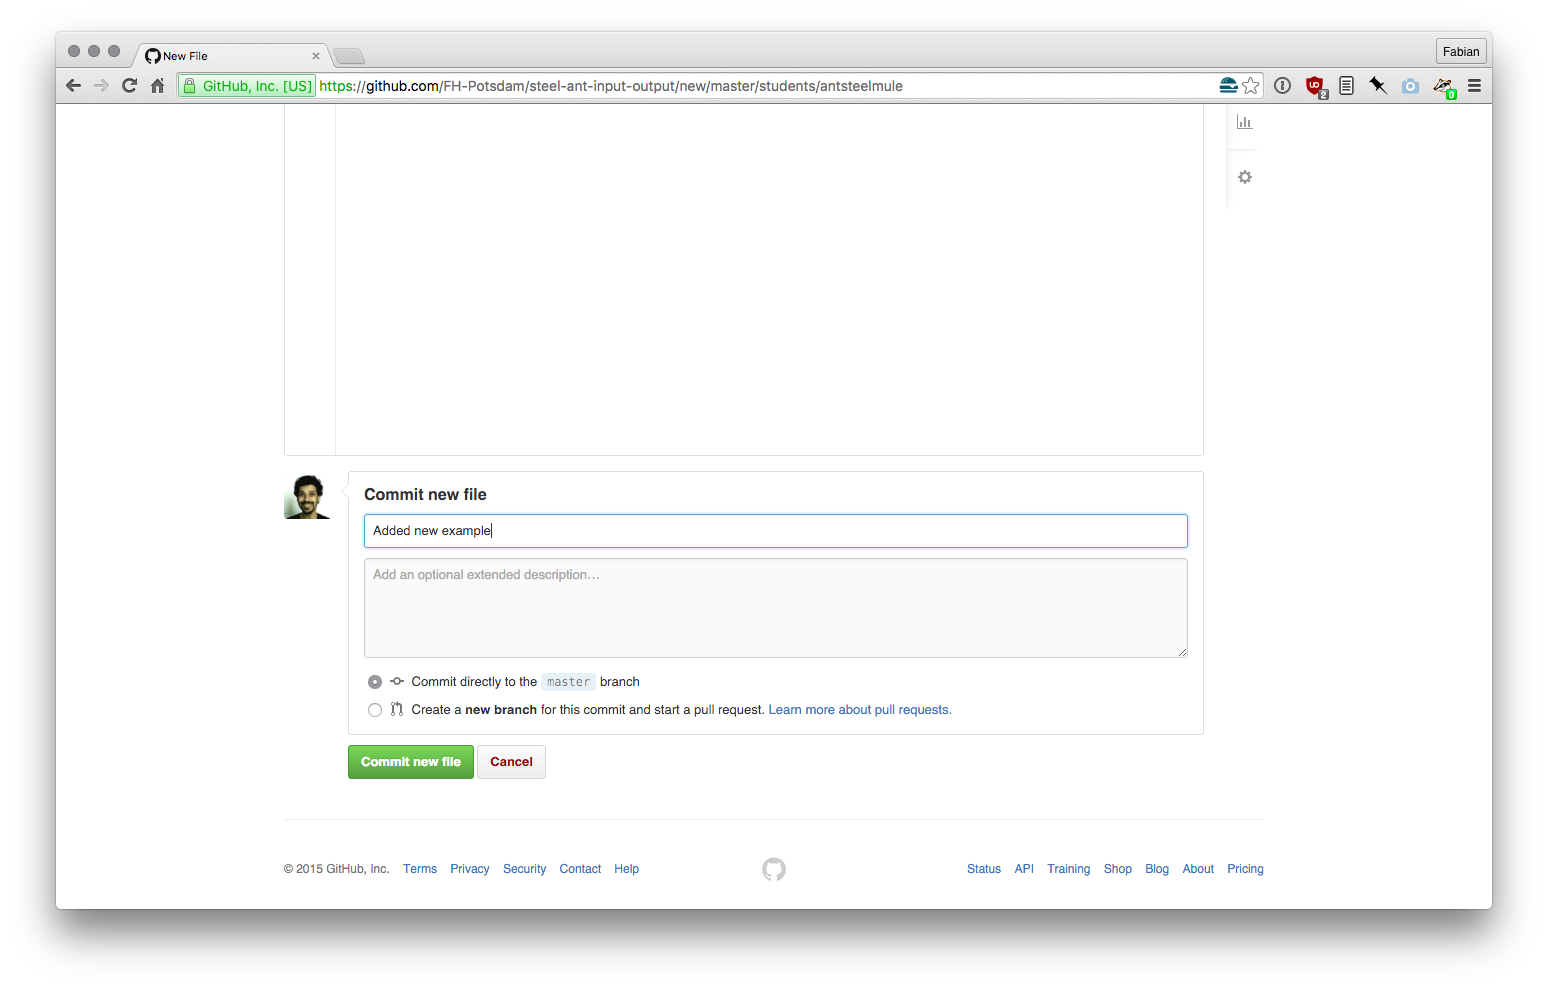 New File
Fabian
GitHub, Inc. [US] https://github.com/FH-Potsdam/steel-ant-input-output/new/master/students/antsteelmule
2
0
Commit new file
Added new example
Add an optional extended description…
Commit directly to the master branch
Create a new branch for this commit and start a pull request. Learn more about pull requests.
Commit new file Cancel
© 2015 GitHub, Inc. Terms Privacy Security Contact Help Status API Training Shop Blog About Pricing